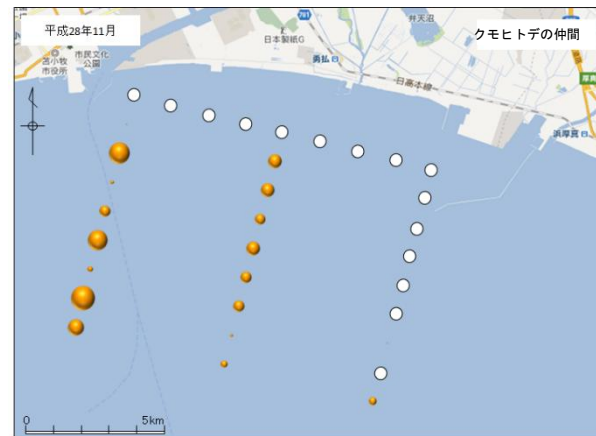 平成28年11月
クモヒトデの仲間
弁天沼
日本製紙G
市民文化
公園
苫小牧
市役所
勇払
日高本線
厚真
浜厚真
0
5km